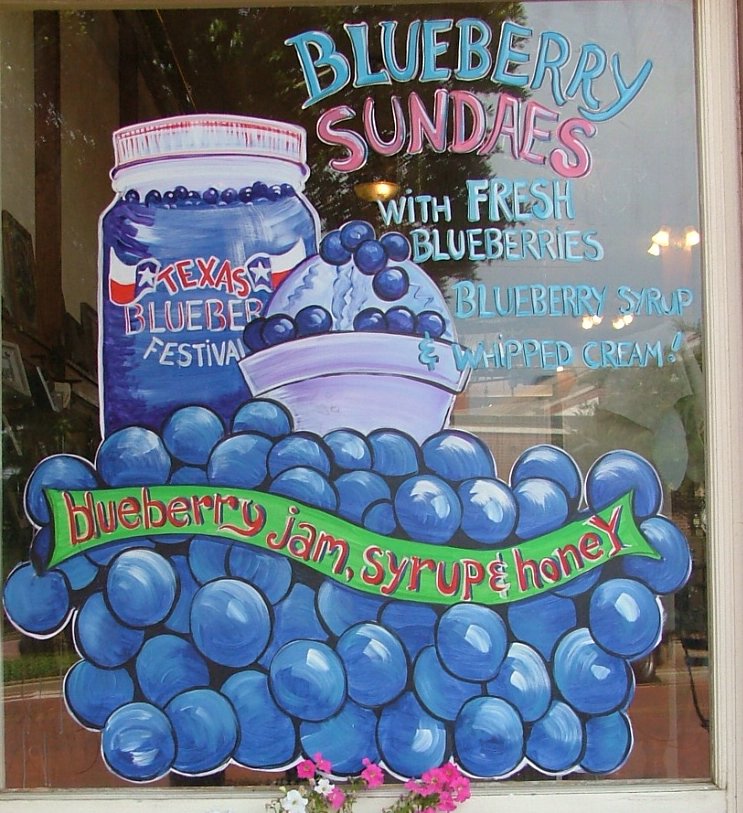 BLUEBERRY
SUNDAES
WITH FRESH
BLUEBERRIES
BLUEBERRY SYRUP
& WHIPPED CREAM!
TEXAS
BLUEBER
FESTIVAL
blueberry jam, syrup & honey